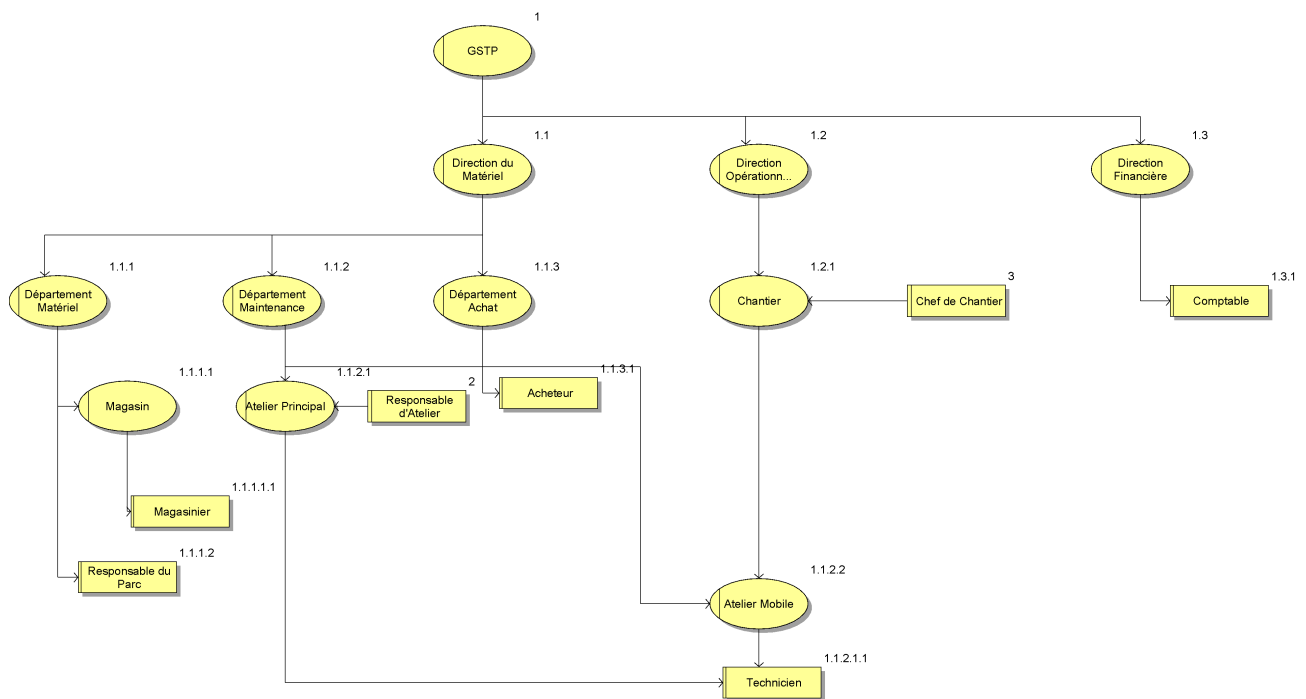 1
GSTP
1.1
1.2
1.3
Direction du
Matériel
Direction
Opérationn...
Direction
Financière
1.1.1
1.1.2
1.1.3
1.2.1
3
1.3.1
Département
Matériel
Département
Maintenance
Département
Achat
Chantier
Chef de Chantier
Comptable
1.1.1.1
1.1.2.1
2
1.1.3.1
Magasin
Atelier Principal
Responsable
d'Atelier
Acheteur
1.1.1.1.1
Magasinier
1.1.1.2
Responsable du
Parc
1.1.2.2
Atelier Mobile
1.1.2.1.1
Technicien